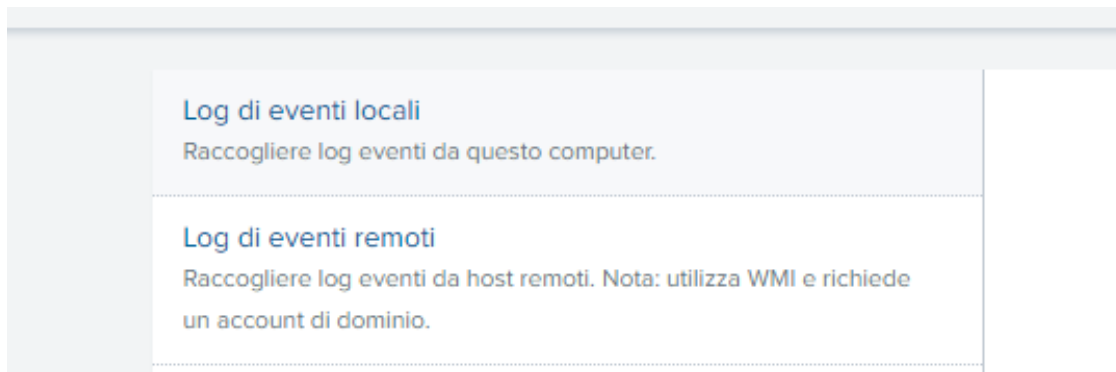 Log di eventi locali
Raccogliere log eventi da questo computer.
Log di eventi remoti
Raccogliere log eventi da host remoti. Nota: utilizza WMI e richiede
un account di dominio.